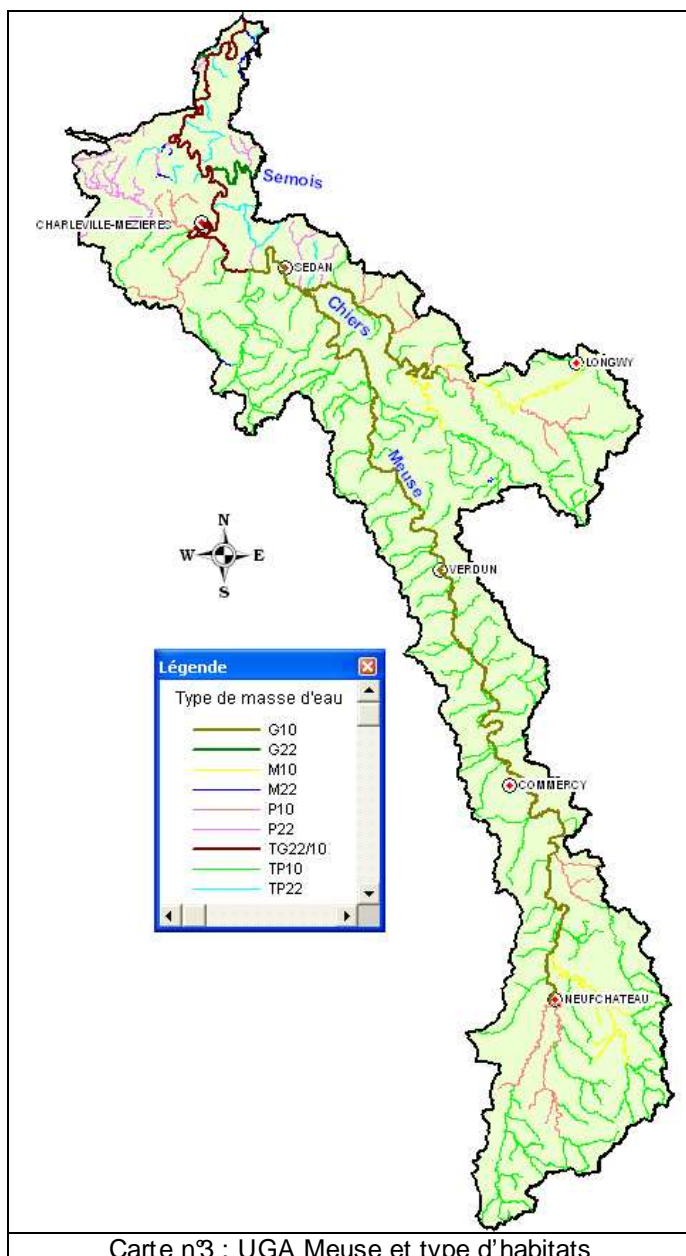 Semois
CHARLEVILLE-MEZIERES
SEDAN
Chiers
LONGWY
Meuse
N
W E
S
VERDUN
Légende
Type de masse d'eau
G10
G22
M10
M22
P10
P22
TG22/10
TP10
TP22
COMMERCY
NEUFCHATEAU
Carte n°3 : UGA Meuse et type d'habitats